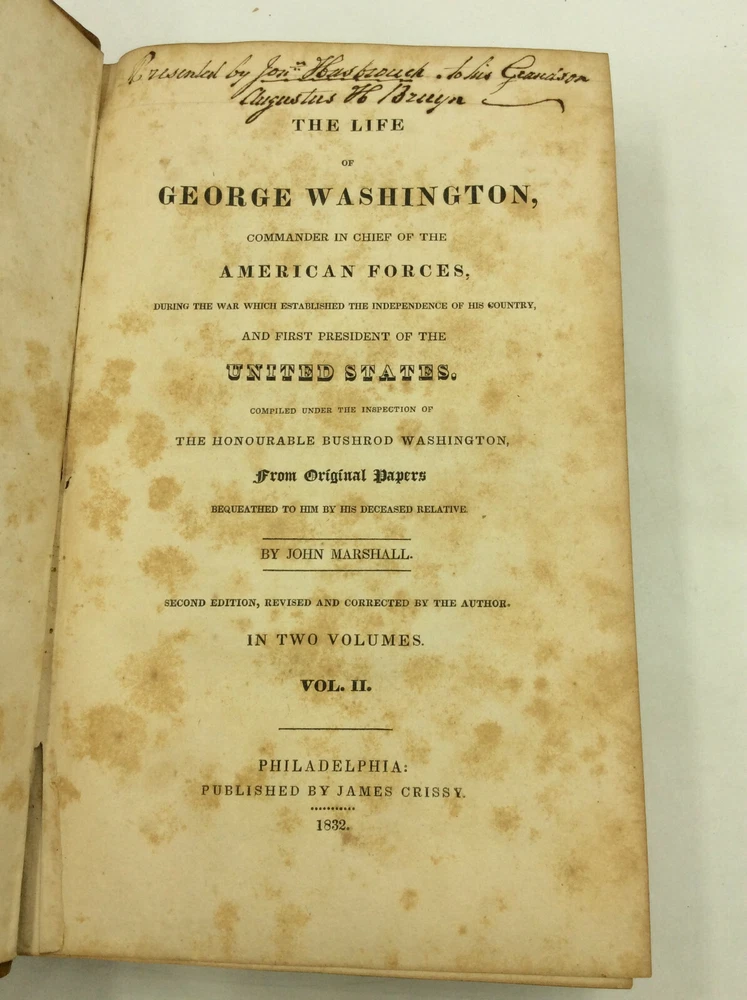 Presented by Jonn Hasbrouck to his Grandson
Augustus H Bruyn
THE LIFE
OF
GEORGE WASHINGTON,
COMMANDER IN CHIEF OF THE
AMERICAN FORCES,
DURING THE WAR WHICH ESTABLISHED THE INDEPENDENCE OF HIS COUNTRY,
AND FIRST PRESIDENT OF THE
UNITED STATES.
COMPILED UNDER THE INSPECTION OF
THE HONOURABLE BUSHROD WASHINGTON,
From Original Papers
BEQUEATHED TO HIM BY HIS DECEASED RELATIVE
BY JOHN MARSHALL.
SECOND EDITION, REVISED AND CORRECTED BY THE AUTHOR.
IN TWO VOLUMES.
VOL. II.
PHILADELPHIA:
PUBLISHED BY JAMES CRISSY.
1832.